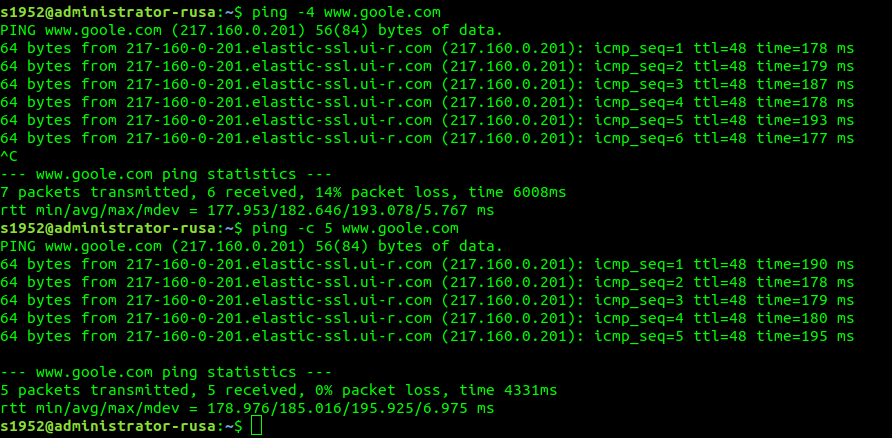 s1952@administrator-rusa:~$ ping -4 www.goole.com
PING www.goole.com (217.160.0.201) 56(84) bytes of data.
64 bytes from 217-160-0-201.elastic-ssl.ui-r.com (217.160.0.201): icmp_seq=1 ttl=48 time=178 ms
64 bytes from 217-160-0-201.elastic-ssl.ui-r.com (217.160.0.201): icmp_seq=2 ttl=48 time=179 ms
64 bytes from 217-160-0-201.elastic-ssl.ui-r.com (217.160.0.201): icmp_seq=3 ttl=48 time=187 ms
64 bytes from 217-160-0-201.elastic-ssl.ui-r.com (217.160.0.201): icmp_seq=4 ttl=48 time=178 ms
64 bytes from 217-160-0-201.elastic-ssl.ui-r.com (217.160.0.201): icmp_seq=5 ttl=48 time=193 ms
64 bytes from 217-160-0-201.elastic-ssl.ui-r.com (217.160.0.201): icmp_seq=6 ttl=48 time=177 ms
^C
--- www.goole.com ping statistics ---
7 packets transmitted, 6 received, 14% packet loss, time 6008ms
rtt min/avg/max/mdev = 177.953/182.646/193.078/5.767 ms
s1952@administrator-rusa:~$ ping -c 5 www.goole.com
PING www.goole.com (217.160.0.201) 56(84) bytes of data.
64 bytes from 217-160-0-201.elastic-ssl.ui-r.com (217.160.0.201): icmp_seq=1 ttl=48 time=190 ms
64 bytes from 217-160-0-201.elastic-ssl.ui-r.com (217.160.0.201): icmp_seq=2 ttl=48 time=178 ms
64 bytes from 217-160-0-201.elastic-ssl.ui-r.com (217.160.0.201): icmp_seq=3 ttl=48 time=179 ms
64 bytes from 217-160-0-201.elastic-ssl.ui-r.com (217.160.0.201): icmp_seq=4 ttl=48 time=180 ms
64 bytes from 217-160-0-201.elastic-ssl.ui-r.com (217.160.0.201): icmp_seq=5 ttl=48 time=195 ms

--- www.goole.com ping statistics ---
5 packets transmitted, 5 received, 0% packet loss, time 4331ms
rtt min/avg/max/mdev = 178.976/185.016/195.925/6.975 ms
s1952@administrator-rusa:~$